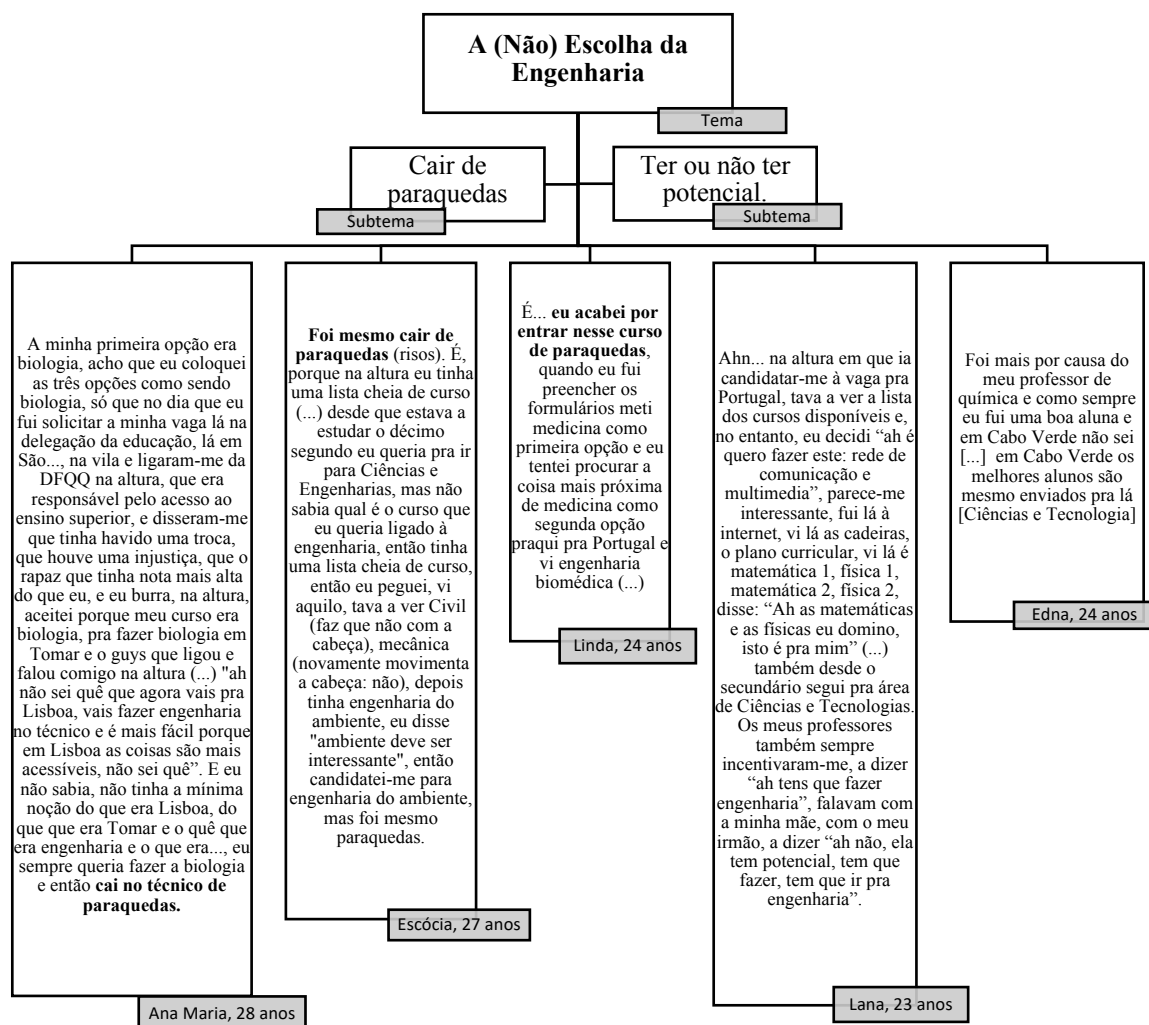 A (Não) Escolha da
Engenharia
Tema
Cair de
paraquedas
Subtema
Ter ou não ter
potencial.
Subtema
A minha primeira opção era
biologia, acho que eu coloquei
as três opções como sendo
biologia, só que no dia que eu
fui solicitar a minha vaga lá na
delegação da educação, lá em
São..., na vila e ligaram-me da
DFQQ na altura, que era
responsável pelo acesso ao
ensino superior, e disseram-me
que tinha havido uma troca,
que houve uma injustiça, que o
rapaz que tinha nota mais alta
do que eu, e eu burra, na altura,
aceitei porque meu curso era
biologia, pra fazer biologia em
Tomar e o guys que ligou e
falou comigo na altura (...) "ah
não sei quê que agora vais pra
Lisboa, vais fazer engenharia
no técnico e é mais fácil porque
em Lisboa as coisas são mais
acessíveis, não sei quê”. E eu
não sabia, não tinha a mínima
noção do que era Lisboa, do
que que era Tomar e o quê que
era engenharia e o que era..., eu
sempre queria fazer a biologia
e então cai no técnico de
paraquedas.
Ana Maria, 28 anos
Foi mesmo cair de
paraquedas (risos). É,
porque na altura eu tinha
uma lista cheia de curso
(...) desde que estava a
estudar o décimo
segundo eu queria pra ir
para Ciências e
Engenharias, mas não
sabia qual é o curso que
eu queria ligado à
engenharia, então tinha
uma lista cheia de curso,
então eu peguei, vi
aquilo, tava a ver Civil
(faz que não com a
cabeça), mecânica
(novamente movimenta
a cabeça: não), depois
tinha engenharia do
ambiente, eu disse
"ambiente deve ser
interessante", então
candidatei-me para
engenharia do ambiente,
mas foi mesmo
paraquedas.
Escócia, 27 anos
É... eu acabei por
entrar nesse curso
de paraquedas,
quando eu fui
preencher os
formulários meti
medicina como
primeira opção e eu
tentei procurar a
coisa mais próxima
de medicina como
segunda opção
praqui pra Portugal e
vi engenharia
biomédica (...)
Linda, 24 anos
Ahn... na altura em que ia
candidatar-me à vaga pra
Portugal, tava a ver a lista
dos cursos disponíveis e,
no entanto, eu decidi “ah é
quero fazer este: rede de
comunicação e
multimedia”, parece-me
interessante, fui lá à
internet, vi lá as cadeiras,
o plano curricular, vi lá é
matemática 1, física 1,
matemática 2, física 2,
disse: “Ah as matemáticas
e as físicas eu domino,
isto é pra mim” (...)
também desde o
secundário segui pra área
de Ciências e Tecnologias.
Os meus professores
também sempre
incentivaram-me, a dizer
“ah tens que fazer
engenharia”, falavam com
a minha mãe, com o meu
irmão, a dizer “ah não, ela
tem potencial, tem que
fazer, tem que ir pra
engenharia”.
Lana, 23 anos
Foi mais por causa do
meu professor de
química e como sempre
eu fui uma boa aluna e
em Cabo Verde não sei
[...] em Cabo Verde os
melhores alunos são
mesmo enviados pra lá
[Ciências e Tecnologia]
Edna, 24 anos